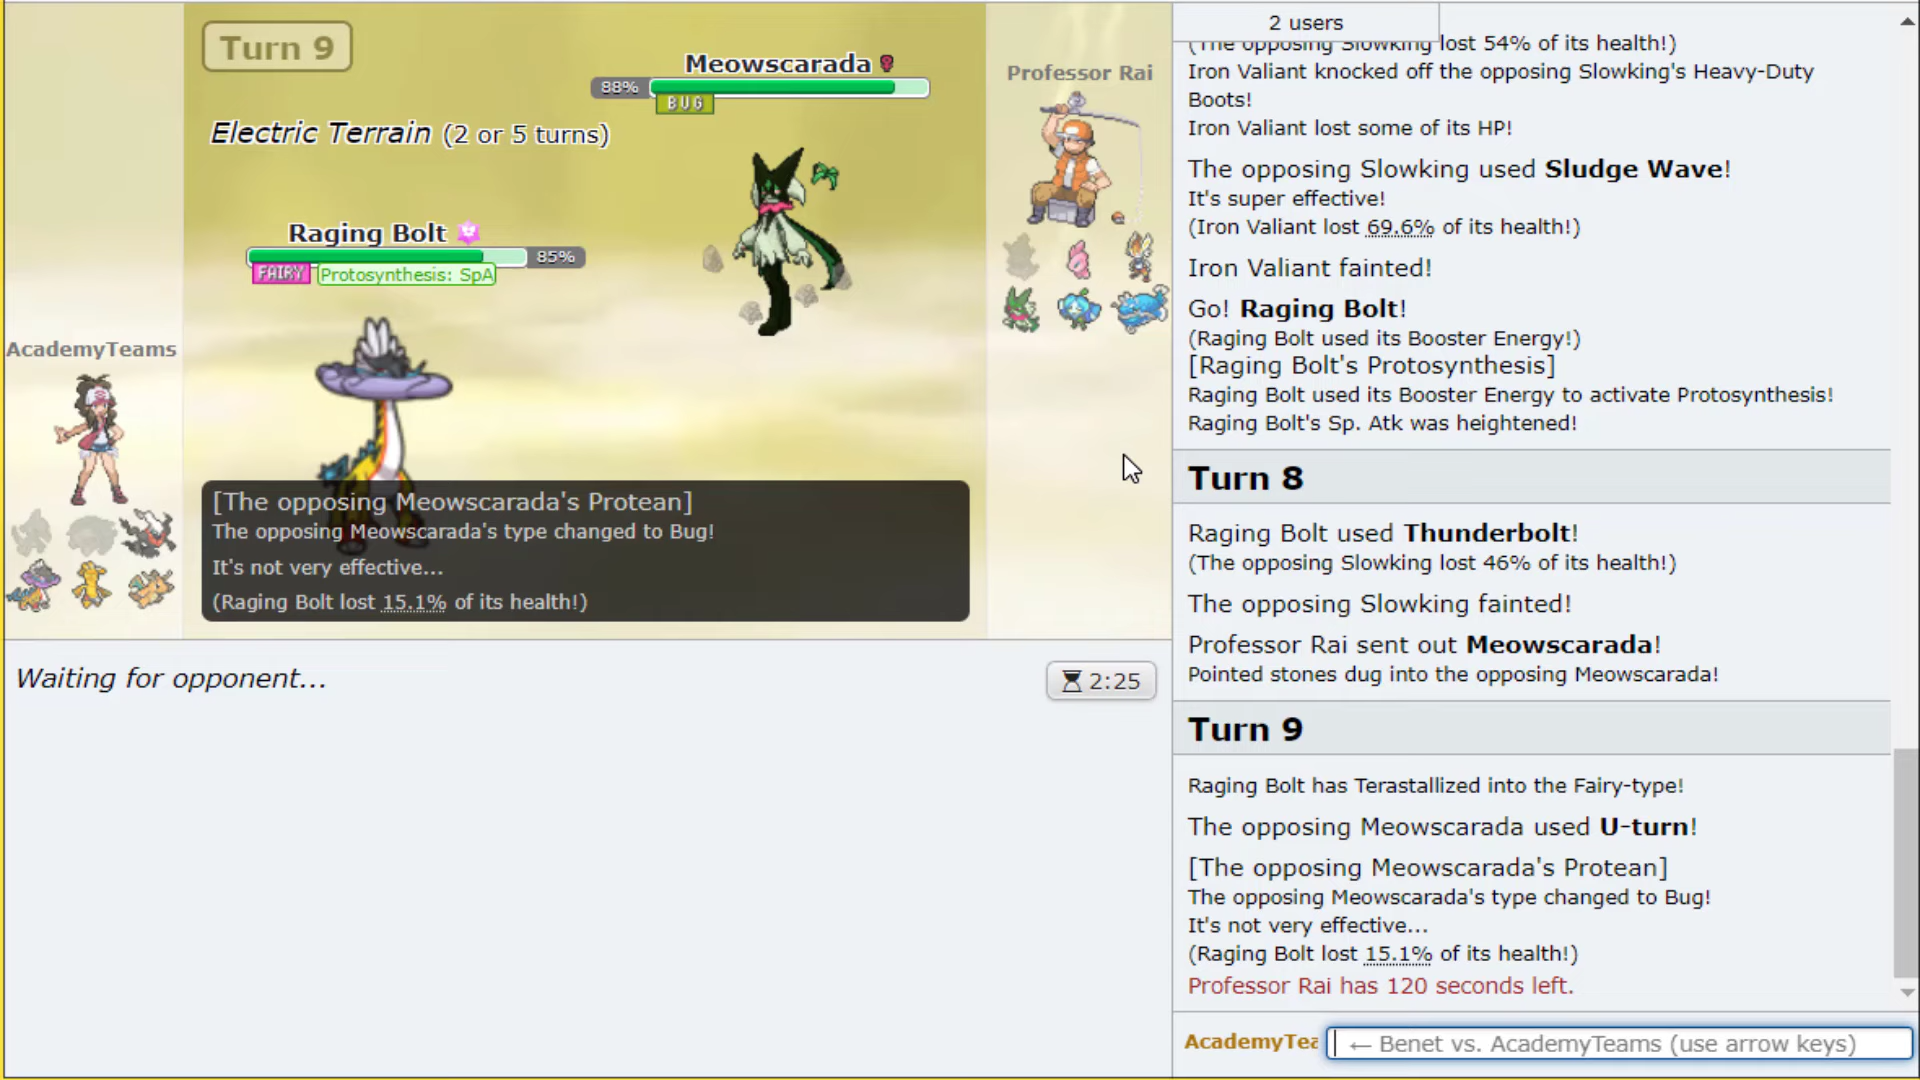 Turn 9
Meowscarada
88%
BUG
Electric Terrain (2 or 5 turns)
Raging Bolt
85%
FAIRY
Protosynthesis: SpA
[The opposing Meowscarada's Protean]
The opposing Meowscarada's type changed to Bug!
It's not very effective...
(Raging Bolt lost 15.1% of its health!)
AcademyTeams
Professor Rai
Waiting for opponent...
2:25
2 users
(The opposing Slowking lost 54% of its health!)
Iron Valiant knocked off the opposing Slowking's Heavy-Duty
Boots!
Iron Valiant lost some of its HP!
The opposing Slowking used Sludge Wave!
It's super effective!
(Iron Valiant lost 69.6% of its health!)
Iron Valiant fainted!
Go! Raging Bolt!
(Raging Bolt used its Booster Energy!)
[Raging Bolt's Protosynthesis]
Raging Bolt used its Booster Energy to activate Protosynthesis!
Raging Bolt's Sp. Atk was heightened!
Turn 8
Raging Bolt used Thunderbolt!
(The opposing Slowking lost 46% of its health!)
The opposing Slowking fainted!
Professor Rai sent out Meowscarada!
Pointed stones dug into the opposing Meowscarada!
Turn 9
Raging Bolt has Terastallized into the Fairy-type!
The opposing Meowscarada used U-turn!
[The opposing Meowscarada's Protean]
The opposing Meowscarada's type changed to Bug!
It's not very effective...
(Raging Bolt lost 15.1% of its health!)
Professor Rai has 120 seconds left.
AcademyTea
← Benet vs. AcademyTeams (use arrow keys)